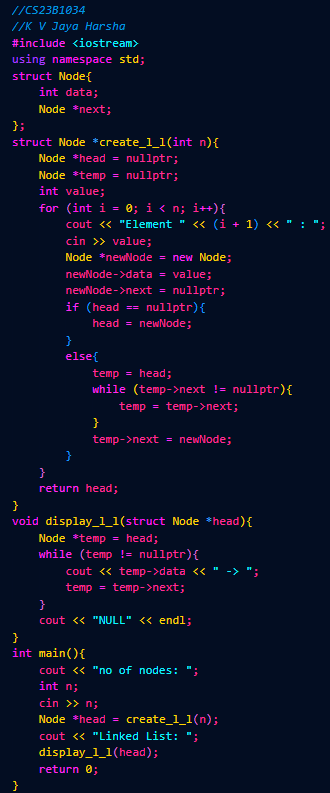 //CS23B1034
//K V Jaya Harsha
#include <iostream>
using namespace std;
struct Node{
    int data;
    Node *next;
};
struct Node *create_l_l(int n){
    Node *head = nullptr;
    Node *temp = nullptr;
    int value;
    for (int i = 0; i < n; i++){
        cout << "Element " << (i + 1) << " : ";
        cin >> value;
        Node *newNode = new Node;
        newNode->data = value;
        newNode->next = nullptr;
        if (head == nullptr){
            head = newNode;
        }
        else{
            temp = head;
            while (temp->next != nullptr){
                temp = temp->next;
            }
            temp->next = newNode;
        }
    }
    return head;
}
void display_l_l(struct Node *head){
    Node *temp = head;
    while (temp != nullptr){
        cout << temp->data << " -> ";
        temp = temp->next;
    }
    cout << "NULL" << endl;
}
int main(){
    cout << "no of nodes: ";
    int n;
    cin >> n;
    Node *head = create_l_l(n);
    cout << "Linked List: ";
    display_l_l(head);
    return 0;
}